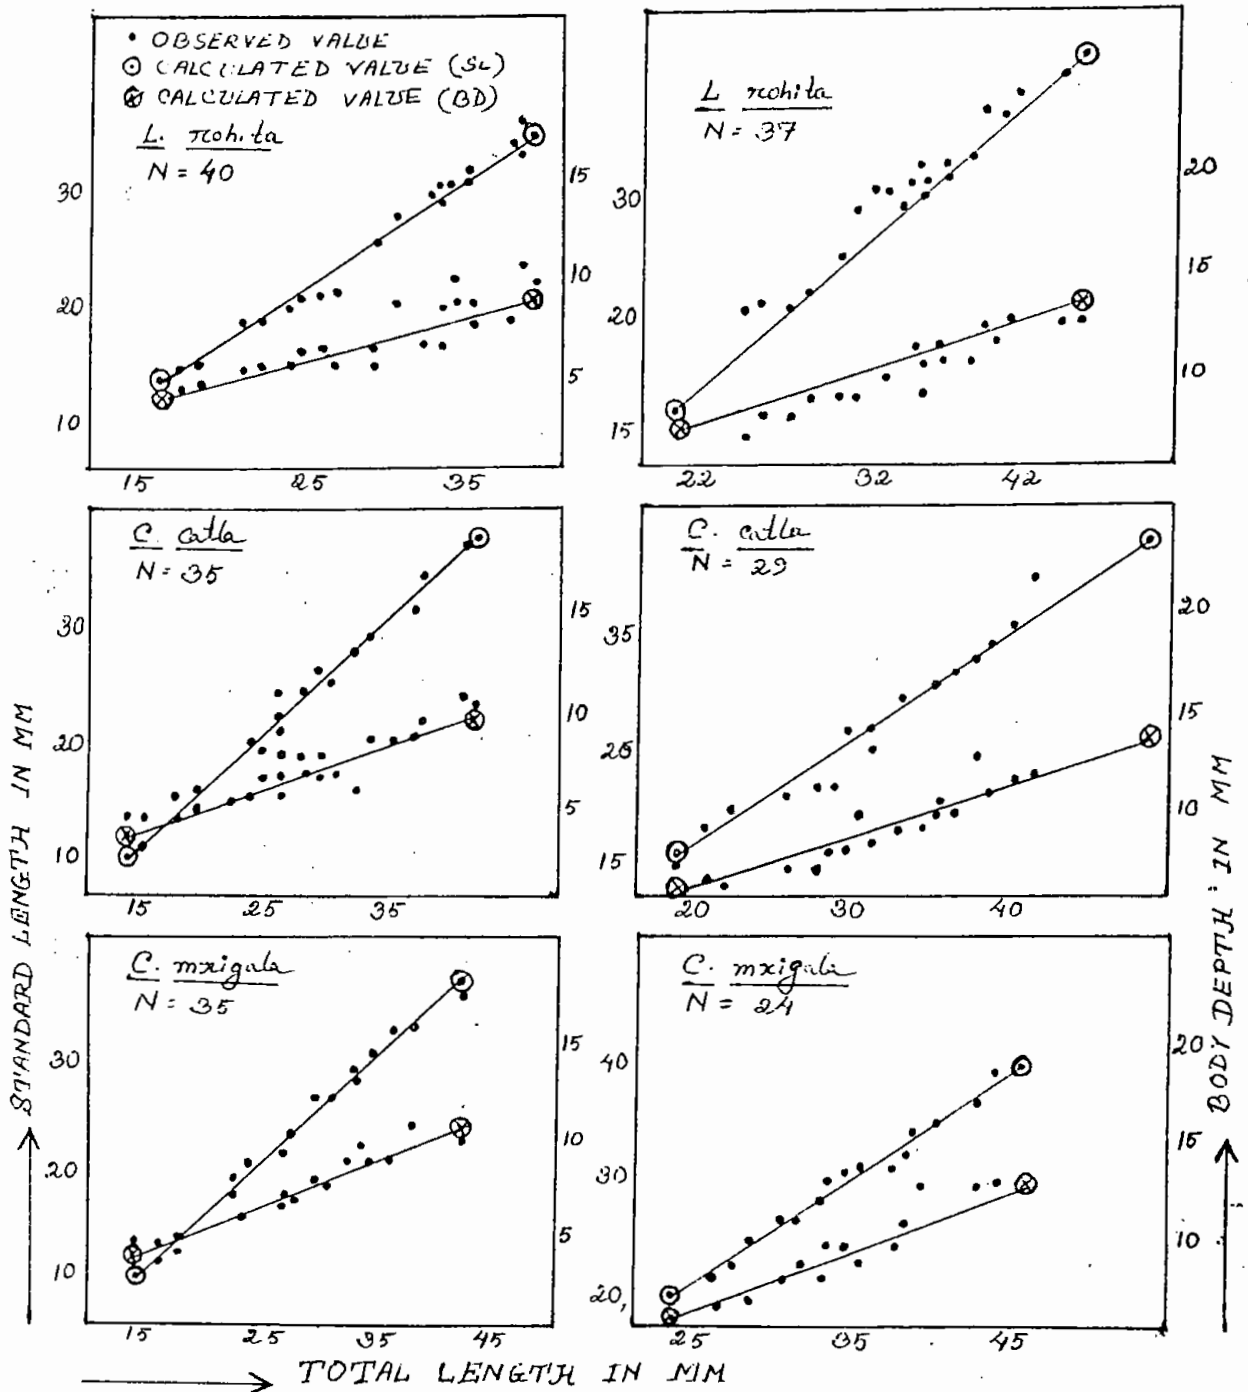 • OBSERVED VALUE
⊙ CALCULATED VALUE (SL)
⊗ CALCULATED VALUE (BD)
L. rohita
N = 40
30
20
10
15
10
5
15 25 35
L rohita
N = 37
30
20
15
20
15
10
22 32 42
C. catla
N = 35
30
20
10
15
10
5
15 25 35
C. catla
N = 29
35
25
15
20
15
10
20 30 40
C. mrigala
N = 35
30
20
10
15
10
5
15 25 35 45
C. mrigala
N = 24
40
30
20
20
15
10
25 35 45
STANDARD LENGTH IN MM
BODY DEPTH IN MM
TOTAL LENGTH IN MM